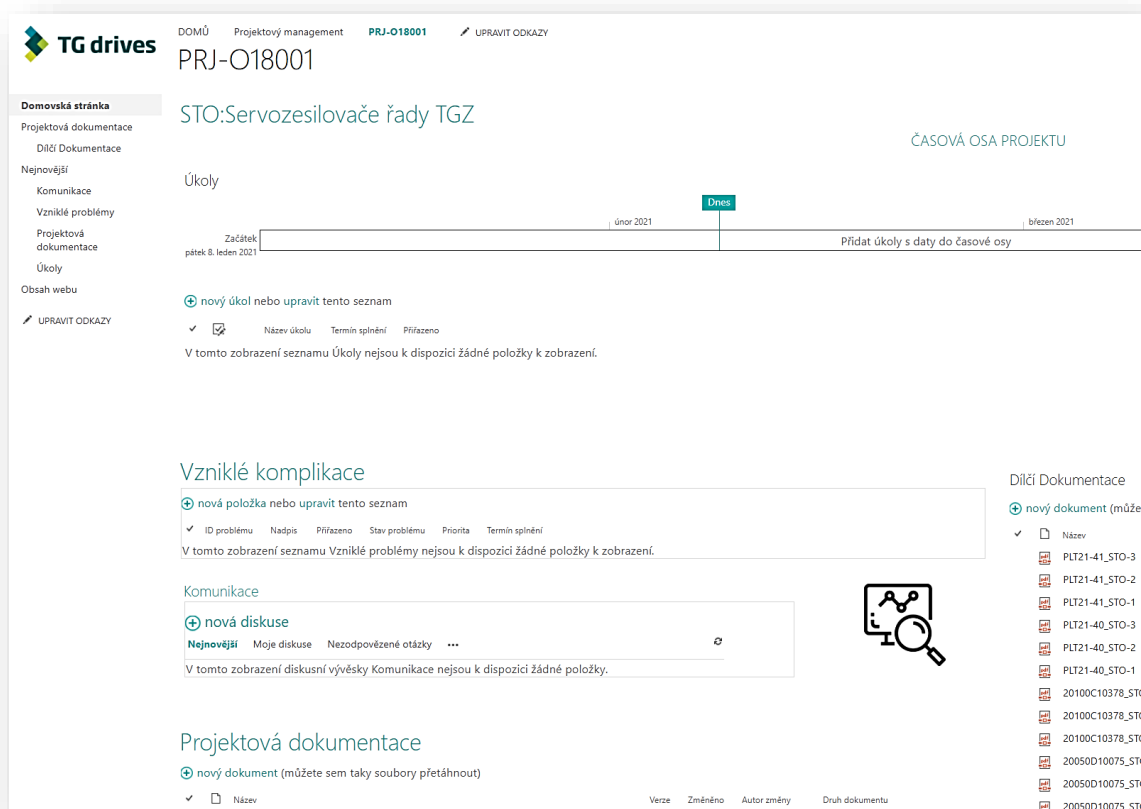 TG drives
DOMŮ Projektový management PRJ-O18001 UPRAVIT ODKAZY
PRJ-O18001
Domovská stránka
Projektová dokumentace
Dílčí Dokumentace
Nejnovější
Komunikace
Vzniklé problémy
Projektová
dokumentace
Úkoly
Obsah webu
UPRAVIT ODKAZY
STO:Servozesilovače řady TGZ
ČASOVÁ OSA PROJEKTU
Úkoly
Dnes
únor 2021 březen 2021
Začátek
pátek 8. leden 2021
Přidat úkoly s daty do časové osy
nový úkol nebo upravit tento seznam
Název úkolu Termín splnění Přiřazeno
V tomto zobrazení seznamu Úkoly nejsou k dispozici žádné položky k zobrazení.
Vzniklé komplikace
nová položka nebo upravit tento seznam
ID problému Nadpis Přiřazeno Stav problému Priorita Termín splnění
V tomto zobrazení seznamu Vzniklé problémy nejsou k dispozici žádné položky k zobrazení.
Komunikace
nová diskuse
Nejnovější Moje diskuse Nezodpovězené otázky •••
V tomto zobrazení diskusní vývěsky Komunikace nejsou k dispozici žádné položky.
Projektová dokumentace
nový dokument (můžete sem taky soubory přetáhnout)
Název Verze Změněno Autor změny Druh dokumentu
Dílčí Dokumentace
nový dokument (může
Název
PLT21-41_STO-3
PLT21-41_STO-2
PLT21-41_STO-1
PLT21-40_STO-3
PLT21-40_STO-2
PLT21-40_STO-1
20100C10378_STO
20100C10378_STO
20100C10378_STO
20050D10075_STO
20050D10075_STO
20050D10075_STO